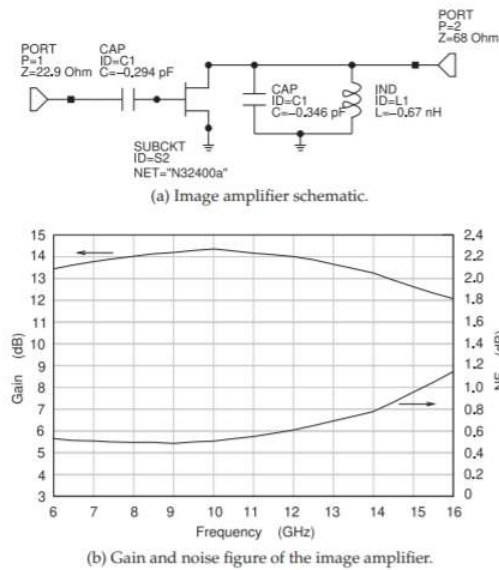 PORT
P=1
Z=22.9 Ohm
CAP
ID=C1
C=-0.294 pF
SUBCKT
ID=S2
NET="N32400a"
CAP
ID=C1
C=-0.346 pF
IND
ID=L1
L=-0.67 nH
PORT
P=2
Z=68 Ohm
(a) Image amplifier schematic.
15
14
13
12
11
10
9
8
7
6
5
4
3
Gain (dB)
2.4
2.2
2.0
1.8
1.6
1.4
1.2
1.0
0.8
0.6
0.4
0.2
0
NF (dB)
6 7 8 9 10 11 12 13 14 15 16
Frequency (GHz)
(b) Gain and noise figure of the image amplifier.